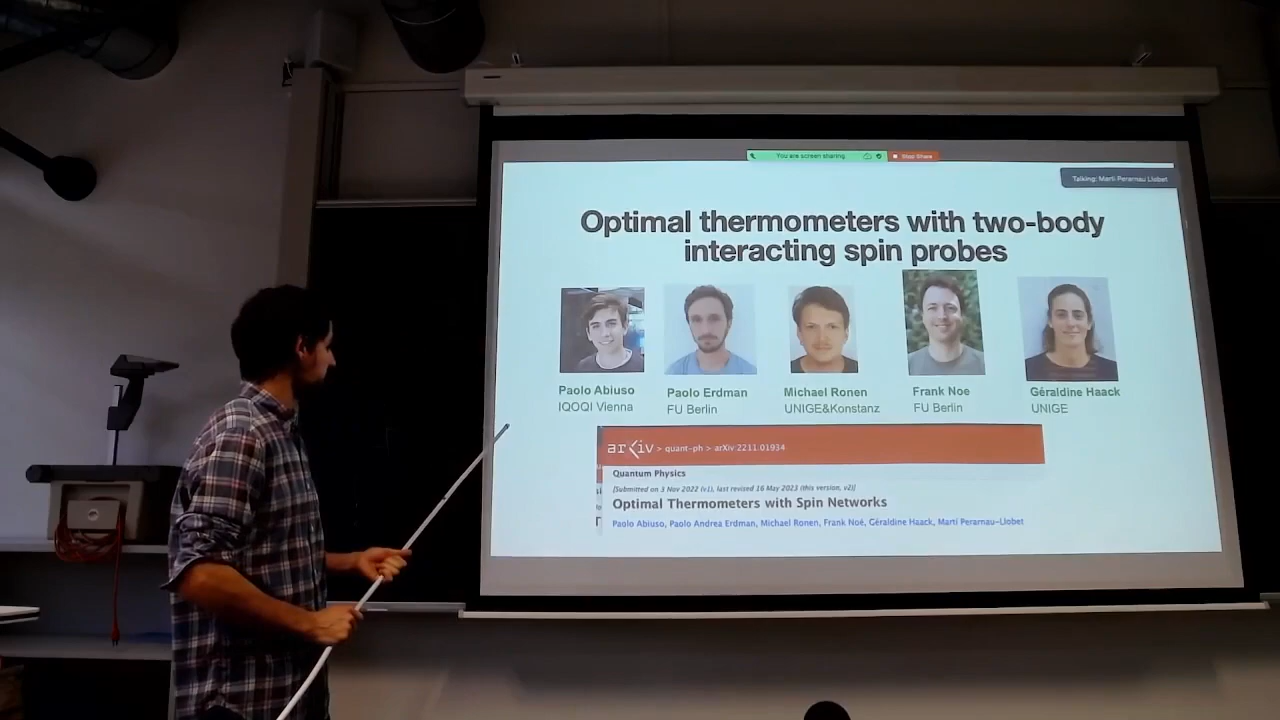 You are screen sharing
Stop Share
Talking: Martí Perarnau Llobet
Optimal thermometers with two-body
interacting spin probes
Paolo Abiuso
IQOQI Vienna
Paolo Erdman
FU Berlin
Michael Ronen
UNIGE&Konstanz
Frank Noe
FU Berlin
Géraldine Haack
UNIGE
arXiv > quant-ph > arXiv:2211.01934
Quantum Physics
[Submitted on 3 Nov 2022 (v1), last revised 16 May 2023 (this version, v2)]
Optimal Thermometers with Spin Networks
Paolo Abiuso, Paolo Andrea Erdman, Michael Ronen, Frank Noé, Géraldine Haack, Martí Perarnau-Llobet